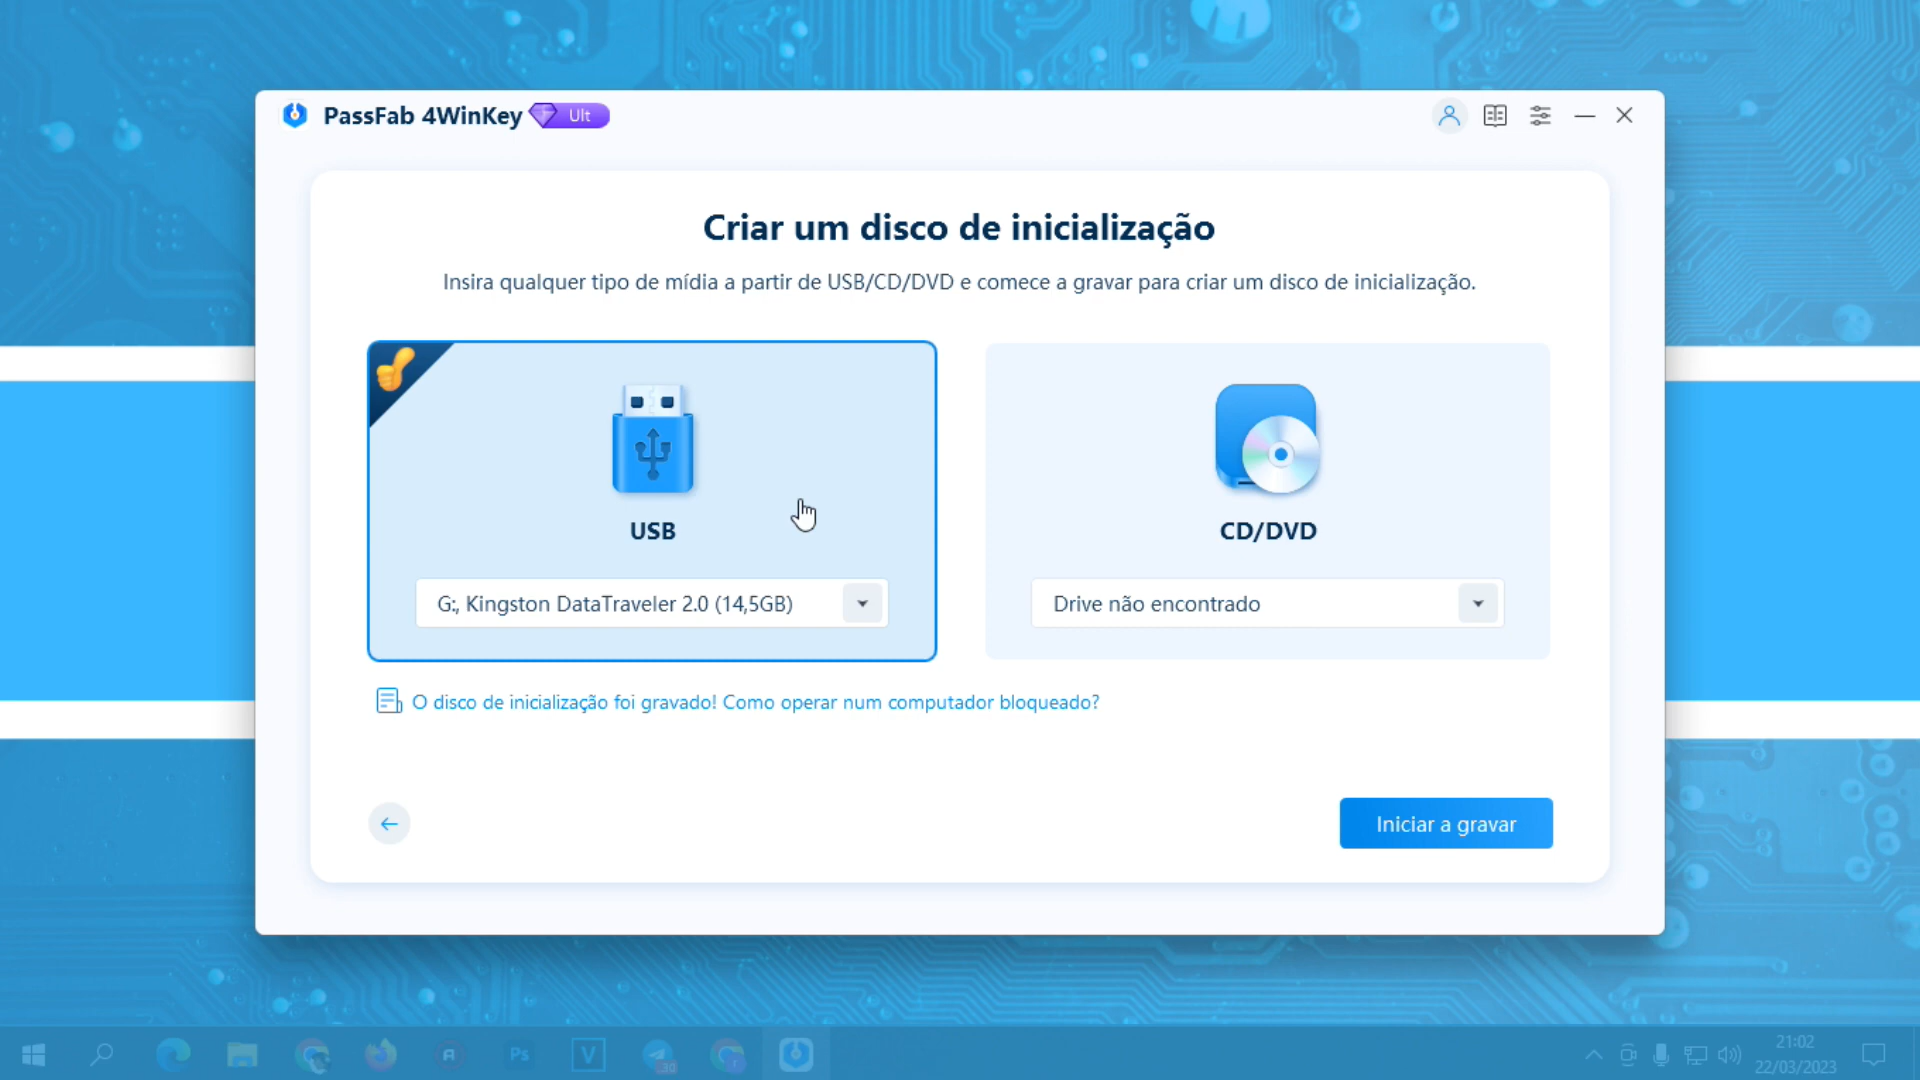 PassFab 4WinKey Ult
Criar um disco de inicialização
Insira qualquer tipo de mídia a partir de USB/CD/DVD e comece a gravar para criar um disco de inicialização.
USB
CD/DVD
G:, Kingston DataTraveler 2.0 (14,5GB)
Drive não encontrado
O disco de inicialização foi gravado! Como operar num computador bloqueado?
Iniciar a gravar
A
Ps
V
30
21:02
22/03/2023